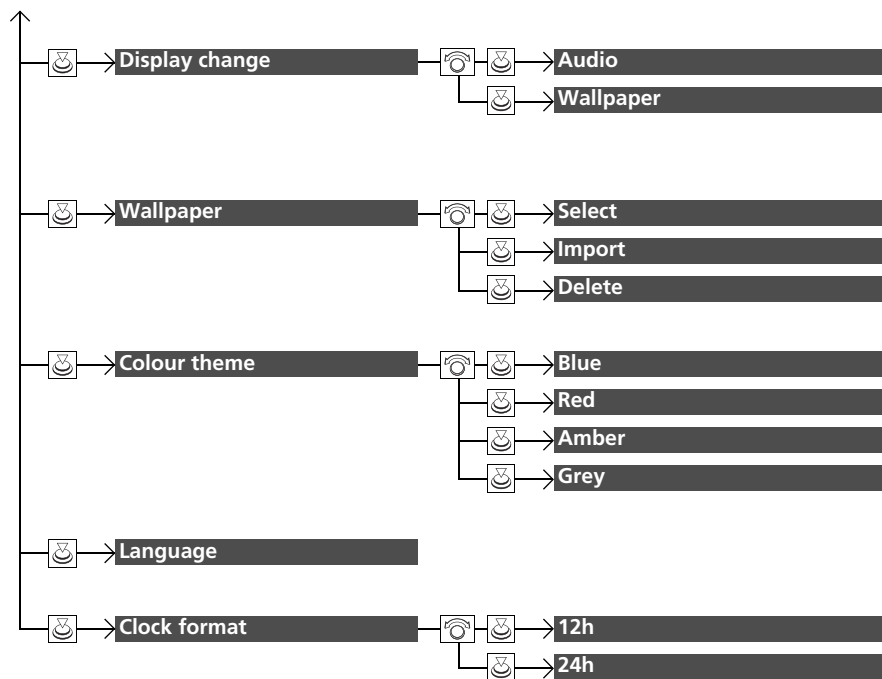 Display change
Audio
Wallpaper
Wallpaper
Select
Import
Delete
Colour theme
Blue
Red
Amber
Grey
Language
Clock format
12h
24h